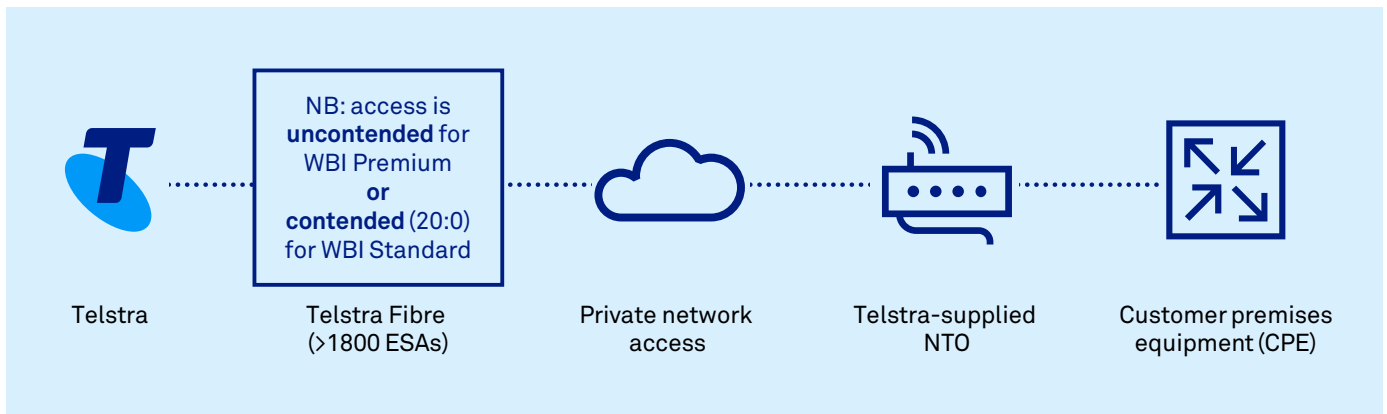 NB: access is
uncontended for
WBI Premium
or
contended (20:0)
for WBI Standard
Telstra
Telstra Fibre
(>1800 ESAs)
Private network
access
Telstra-supplied
NTO
Customer premises
equipment (CPE)